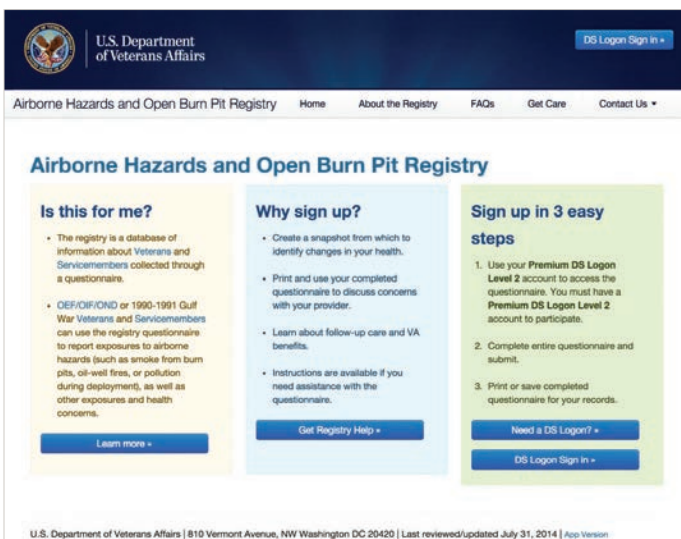 U.S. Department
of Veterans Affairs
DS Logon Sign In »
Airborne Hazards and Open Burn Pit Registry
Home
About the Registry
FAQs
Get Care
Contact Us
Airborne Hazards and Open Burn Pit Registry
Is this for me?
• The registry is a database of
information about Veterans and
Servicemembers collected through
a questionnaire.
• OEF/OIF/OND or 1990-1991 Gulf
War Veterans and Servicemembers
can use the registry questionnaire
to report exposures to airborne
hazards (such as smoke from burn
pits, oil-well fires, or pollution
during deployment), as well as
other exposures and health
concerns.
Learn more »
Why sign up?
• Create a snapshot from which to
identify changes in your health.
• Print and use your completed
questionnaire to discuss concerns
with your provider.
• Learn about follow-up care and VA
benefits.
• Instructions are available if you
need assistance with the
questionnaire.
Get Registry Help »
Sign up in 3 easy
steps
1. Use your Premium DS Logon
Level 2 account to access the
questionnaire. You must have a
Premium DS Logon Level 2
account to participate.
2. Complete entire questionnaire and
submit.
3. Print or save completed
questionnaire for your records.
Need a DS Logon? »
DS Logon Sign in »
U.S. Department of Veterans Affairs | 810 Vermont Avenue, NW Washington DC 20420 | Last reviewed/updated July 31, 2014 | App Version